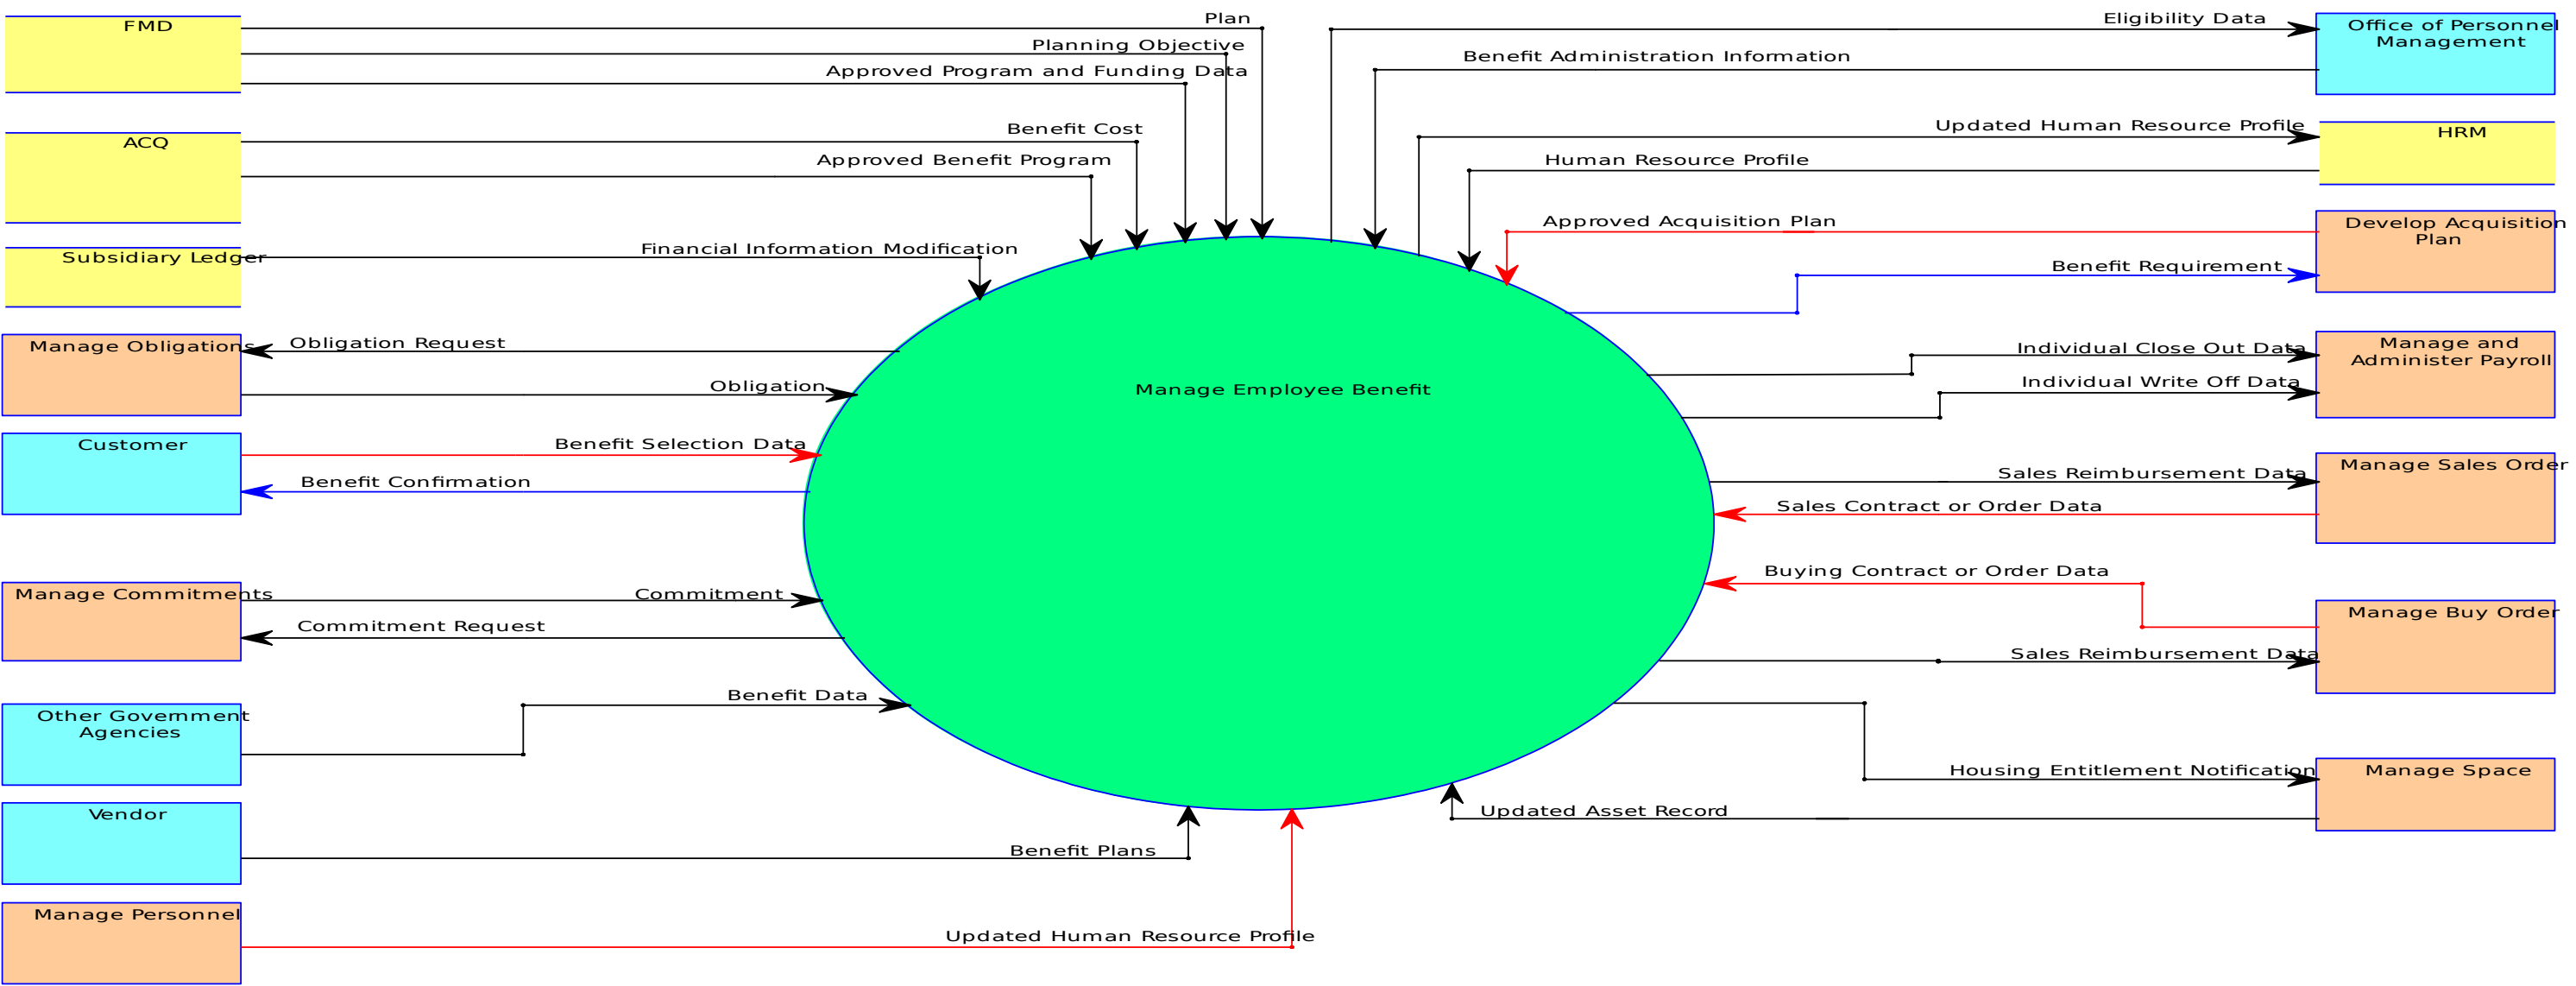 FMD
Plan
Planning Objective
Approved Program and Funding Data
ACQ
Benefit Cost
Approved Benefit Program
Subsidiary Ledger
Financial Information Modification
Manage Obligations
Obligation Request
Obligation
Customer
Benefit Selection Data
Benefit Confirmation
Manage Commitments
Commitment
Commitment Request
Other Government
Agencies
Benefit Data
Vendor
Benefit Plans
Manage Personnel
Updated Human Resource Profile
Manage Employee Benefit
Eligibility Data
Office of Personnel
Management
Benefit Administration Information
Updated Human Resource Profile
HRM
Human Resource Profile
Approved Acquisition Plan
Develop Acquisition
Plan
Benefit Requirement
Individual Close Out Data
Manage and
Administer Payroll
Individual Write Off Data
Manage Sales Order
Sales Reimbursement Data
Sales Contract or Order Data
Buying Contract or Order Data
Manage Buy Order
Sales Reimbursement Data
Housing Entitlement Notification
Manage Space
Updated Asset Record